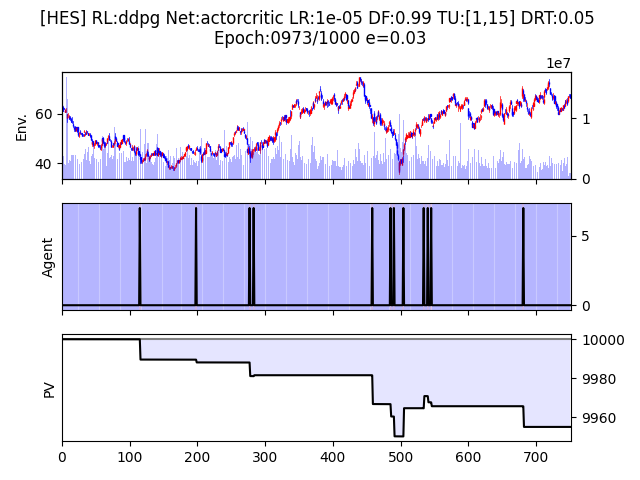 [HES] RL:ddpg Net:actorcritic LR:1e-05 DF:0.99 TU:[1,15] DRT:0.05
Epoch:0973/1000 e=0.03
1e7
Env.
60
40
1
0
Agent
5
0
PV
10000
9980
9960
0 100 200 300 400 500 600 700